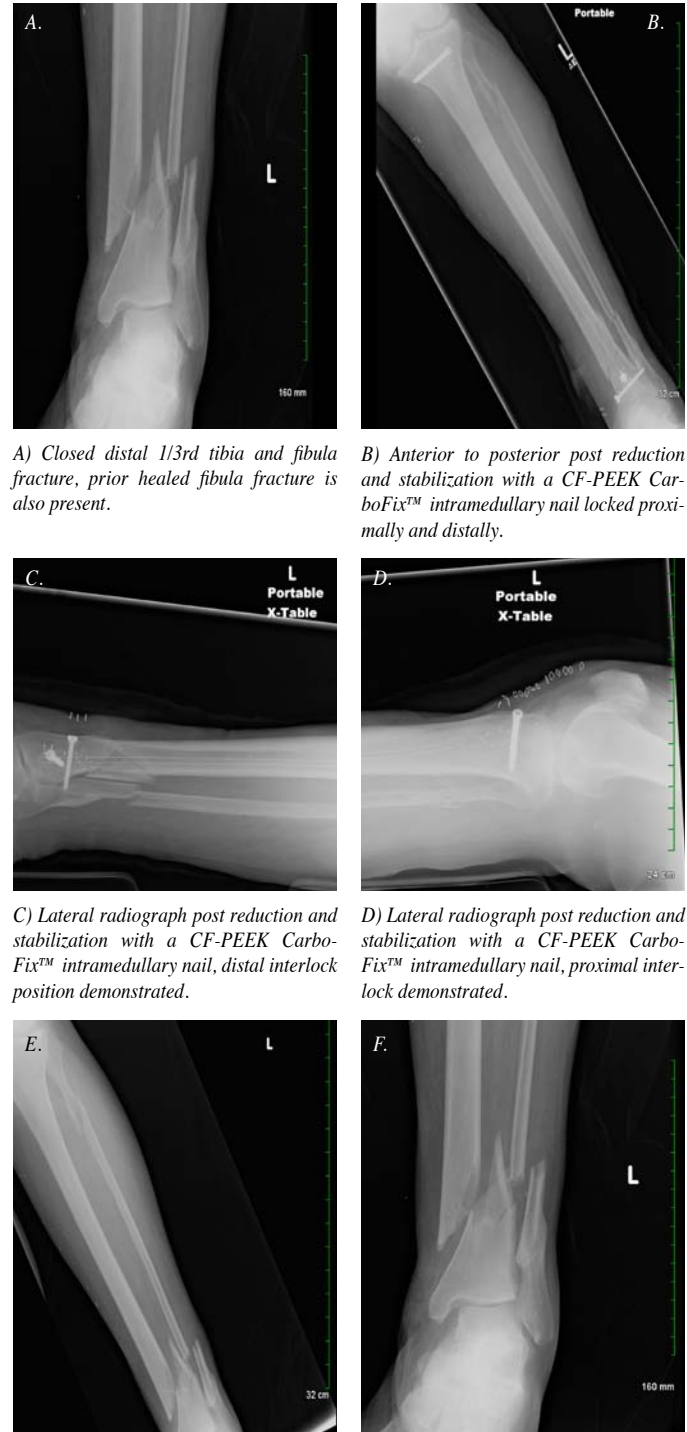 A.
L
160 mm
Portable
B.
L
32 cm
A) Closed distal 1/3rd tibia and fibula
fracture, prior healed fibula fracture is
also present.
B) Anterior to posterior post reduction
and stabilization with a CF-PEEK Car-
boFix™ intramedullary nail locked proxi-
mally and distally.
C.
L
Portable
X-Table
D.
L
Portable
X-Table
24 cm
C) Lateral radiograph post reduction and
stabilization with a CF-PEEK Carbo-
Fix™ intramedullary nail, distal interlock
position demonstrated.
D) Lateral radiograph post reduction and
stabilization with a CF-PEEK Carbo-
Fix™ intramedullary nail, proximal inter-
lock demonstrated.
E.
L
32 cm
F.
L
160 mm